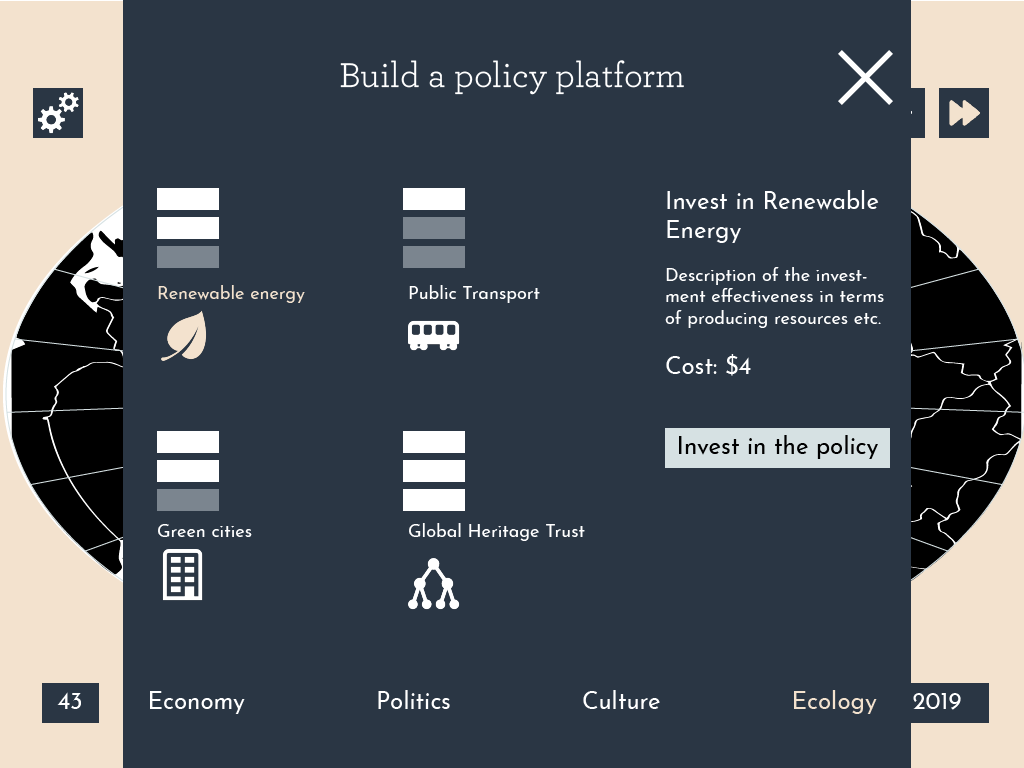 Build a policy platform
Renewable energy
Public Transport
Invest in Renewable
Energy
Description of the invest-
ment effectiveness in terms
of producing resources etc.
Cost: $4
Invest in the policy
Green cities
Global Heritage Trust
43
Economy
Politics
Culture
Ecology
2019